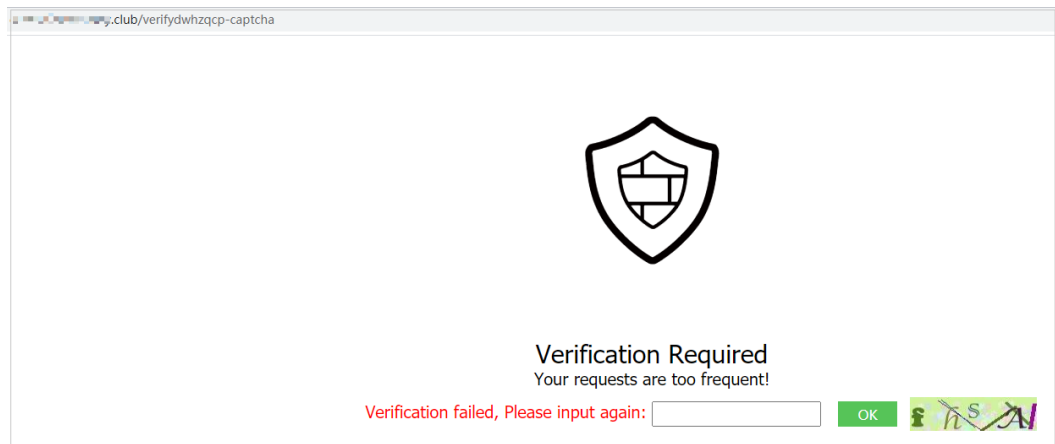 .club/verifydwhzqcp-captcha
Verification Required
Your requests are too frequent!
Verification failed, Please input again:
OK